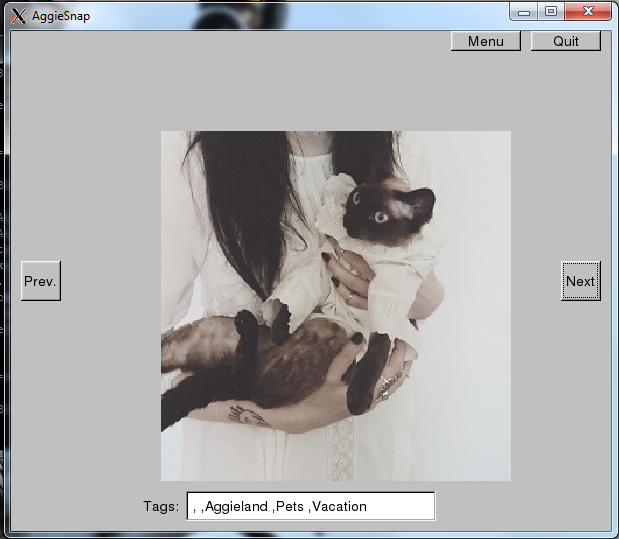 AggieSnap
Menu Quit
Prev.
Next
Tags: , ,Aggieland ,Pets ,Vacation